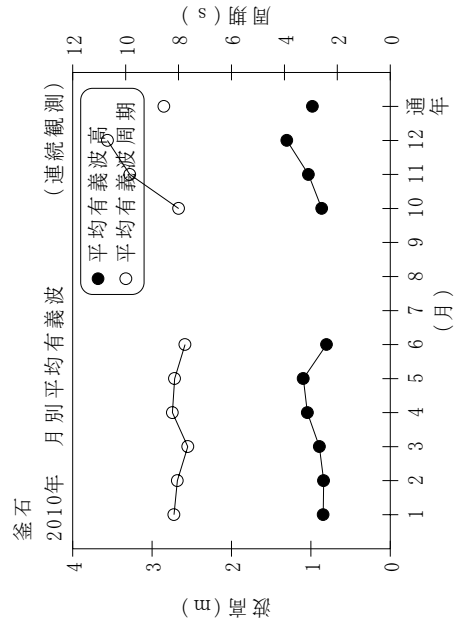 釜石
2010年 月別平均有義波 (連続観測)
平均有義波高
平均有義波周期
4
3
2
1
0
波高(m)
12
10
8
6
4
2
0
周期(s)
1 2 3 4 5 6 7 8 9 10 11 12 通年
(月)